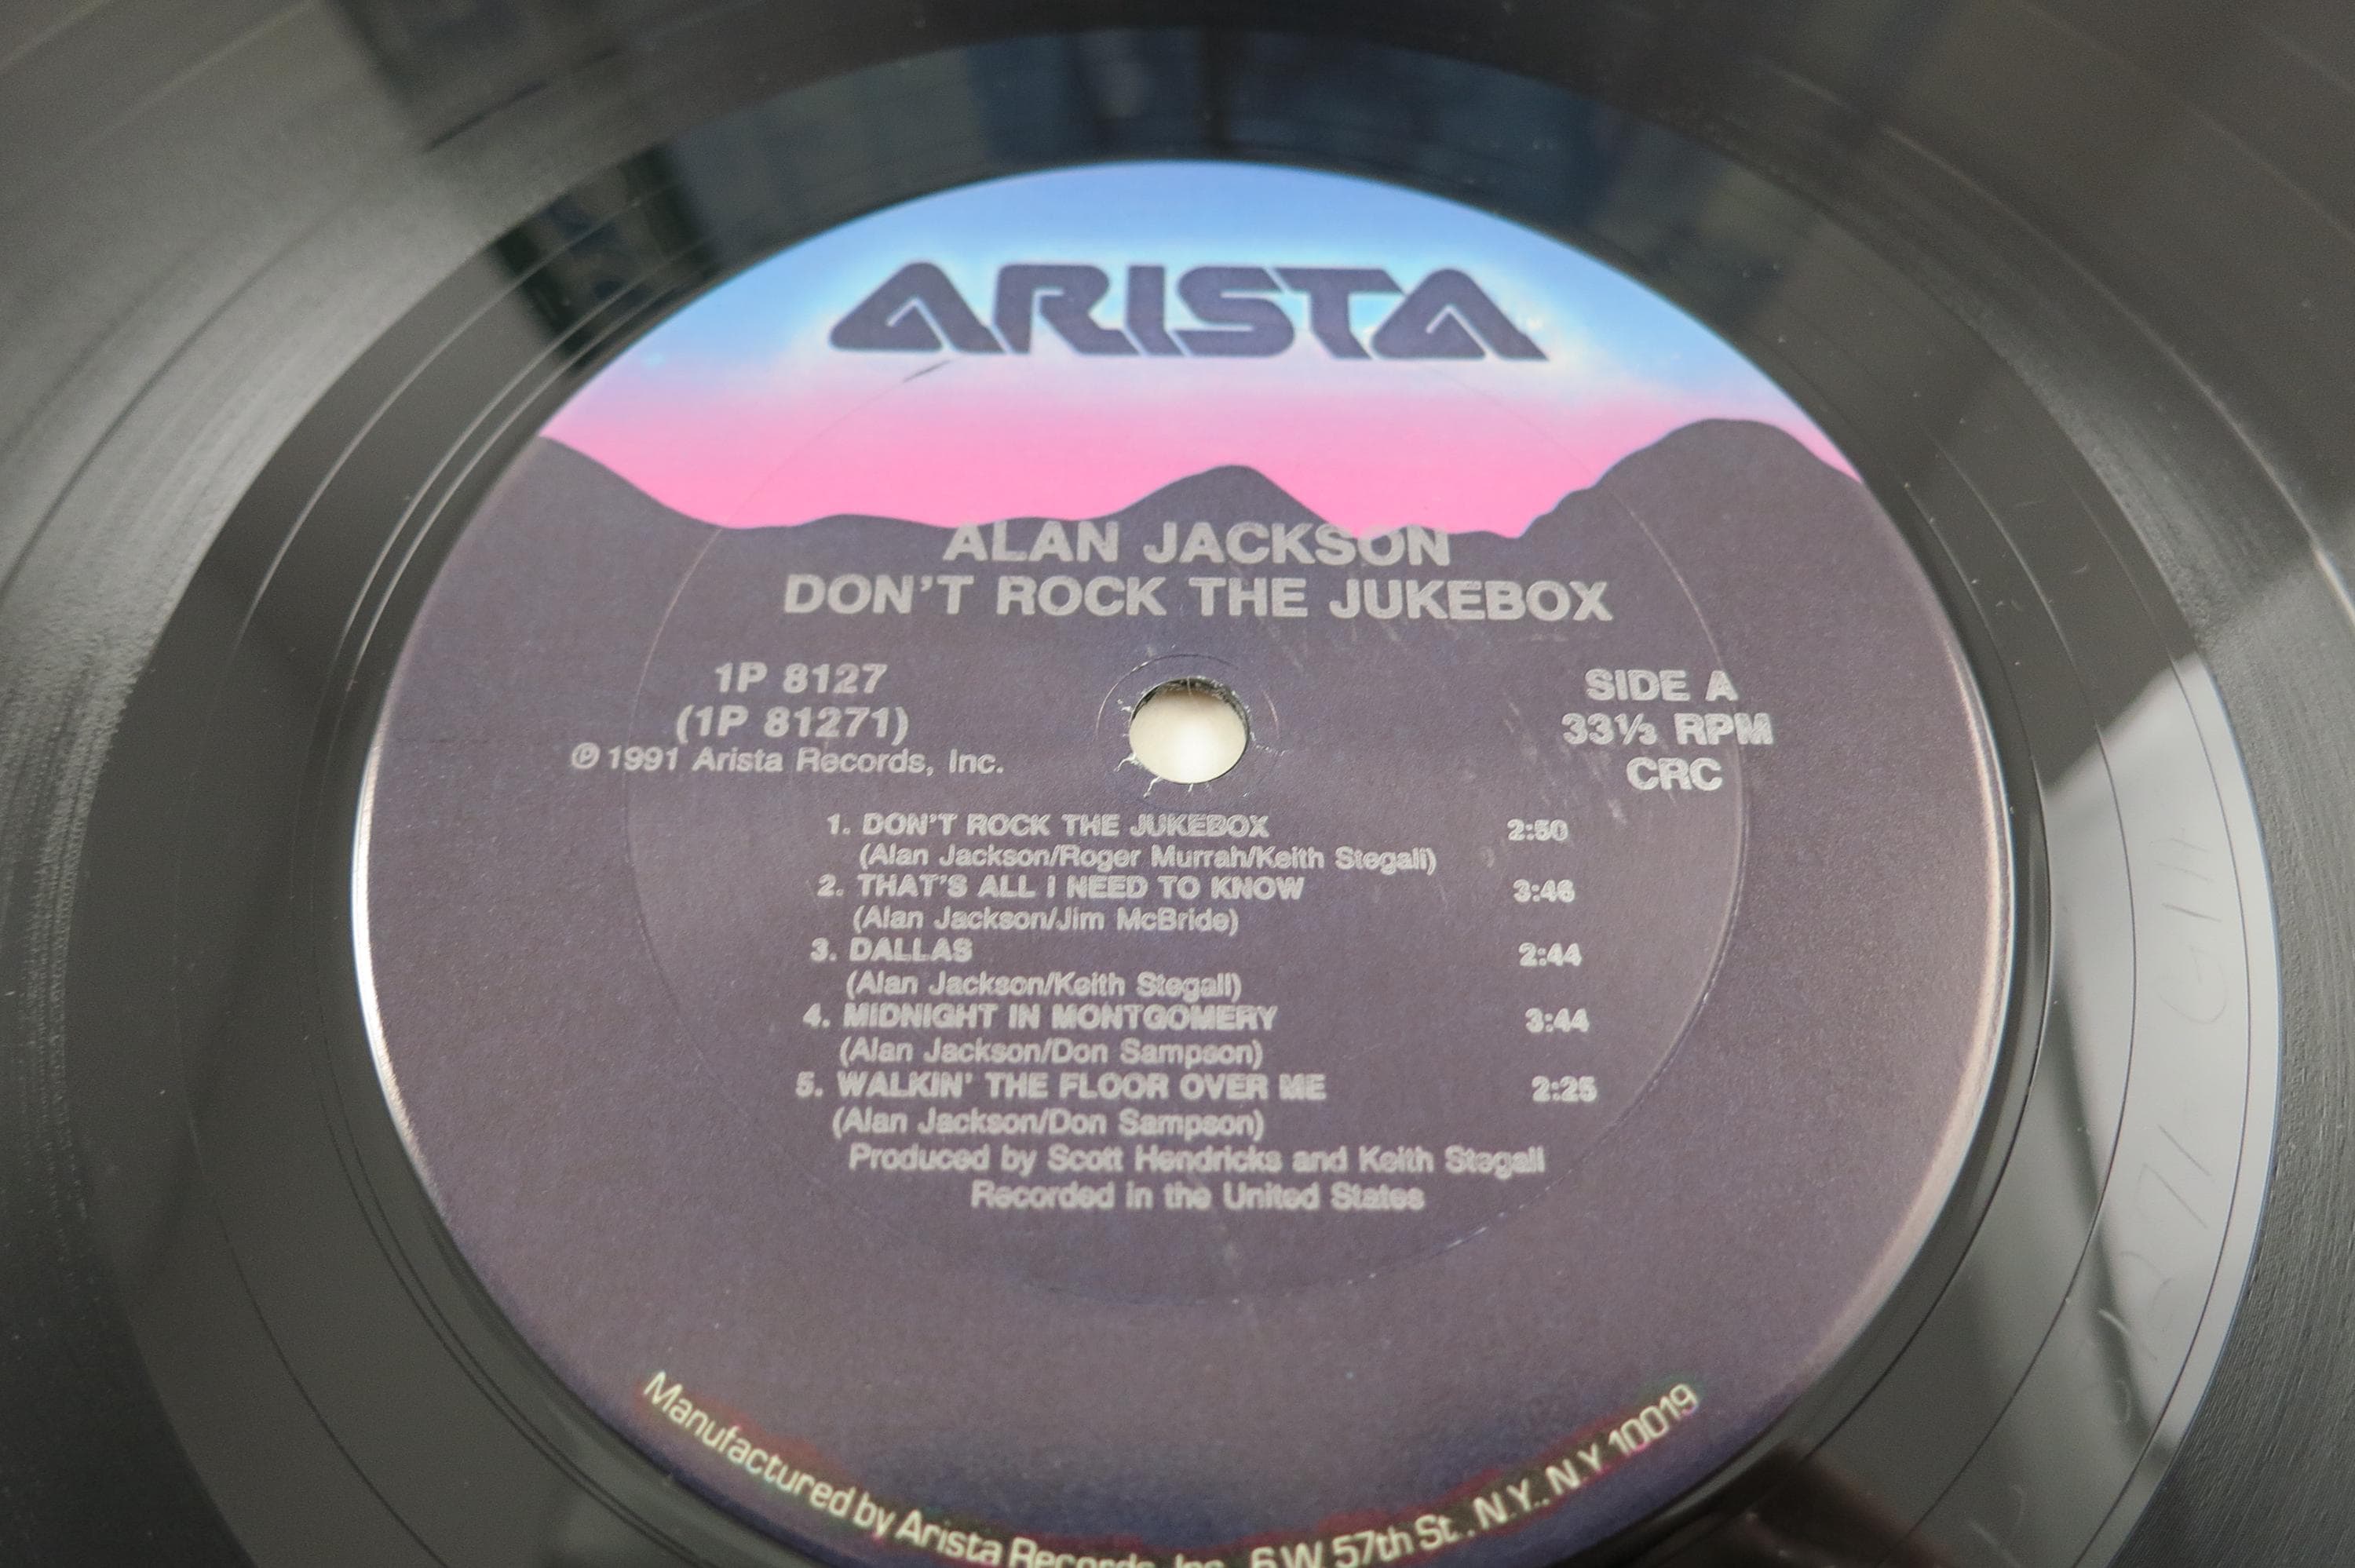 ARISTA
ALAN JACKSON
DON'T ROCK THE JUKEBOX
1P 8127
(1P 81271)
℗ 1991 Arista Records, Inc.
SIDE A
33⅓ RPM
CRC
1. DON'T ROCK THE JUKEBOX 2:50
(Alan Jackson/Roger Murrah/Keith Stegall)
2. THAT'S ALL I NEED TO KNOW 3:46
(Alan Jackson/Jim McBride)
3. DALLAS 2:44
(Alan Jackson/Keith Stegall)
4. MIDNIGHT IN MONTGOMERY 3:44
(Alan Jackson/Don Sampson)
5. WALKIN' THE FLOOR OVER ME 2:25
(Alan Jackson/Don Sampson)
Produced by Scott Hendricks and Keith Stegall
Recorded in the United States
Manufactured by Arista Records, Inc., 6 W. 57th St., N.Y., N.Y. 10019